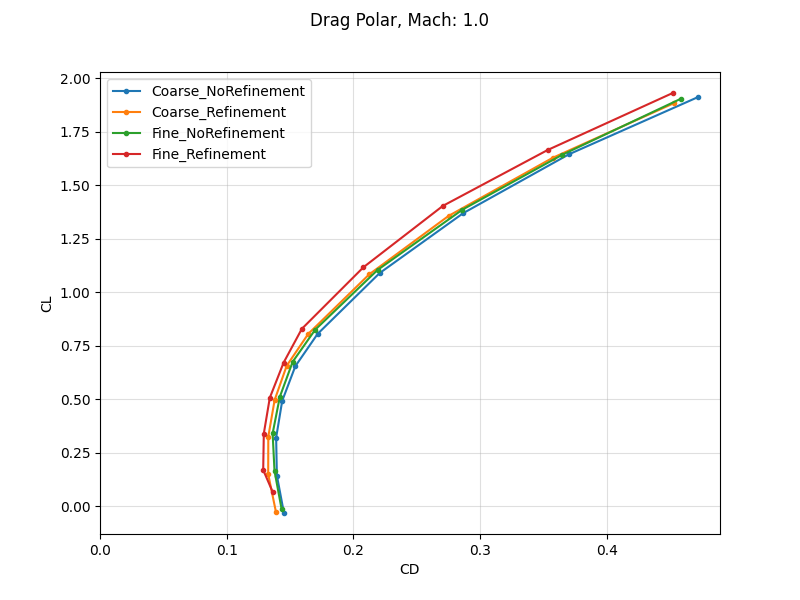 Drag Polar, Mach: 1.0
Coarse_NoRefinement
Coarse_Refinement
Fine_NoRefinement
Fine_Refinement
2.00
1.75
1.50
1.25
1.00
0.75
0.50
0.25
0.00
CL
0.0 0.1 0.2 0.3 0.4
CD